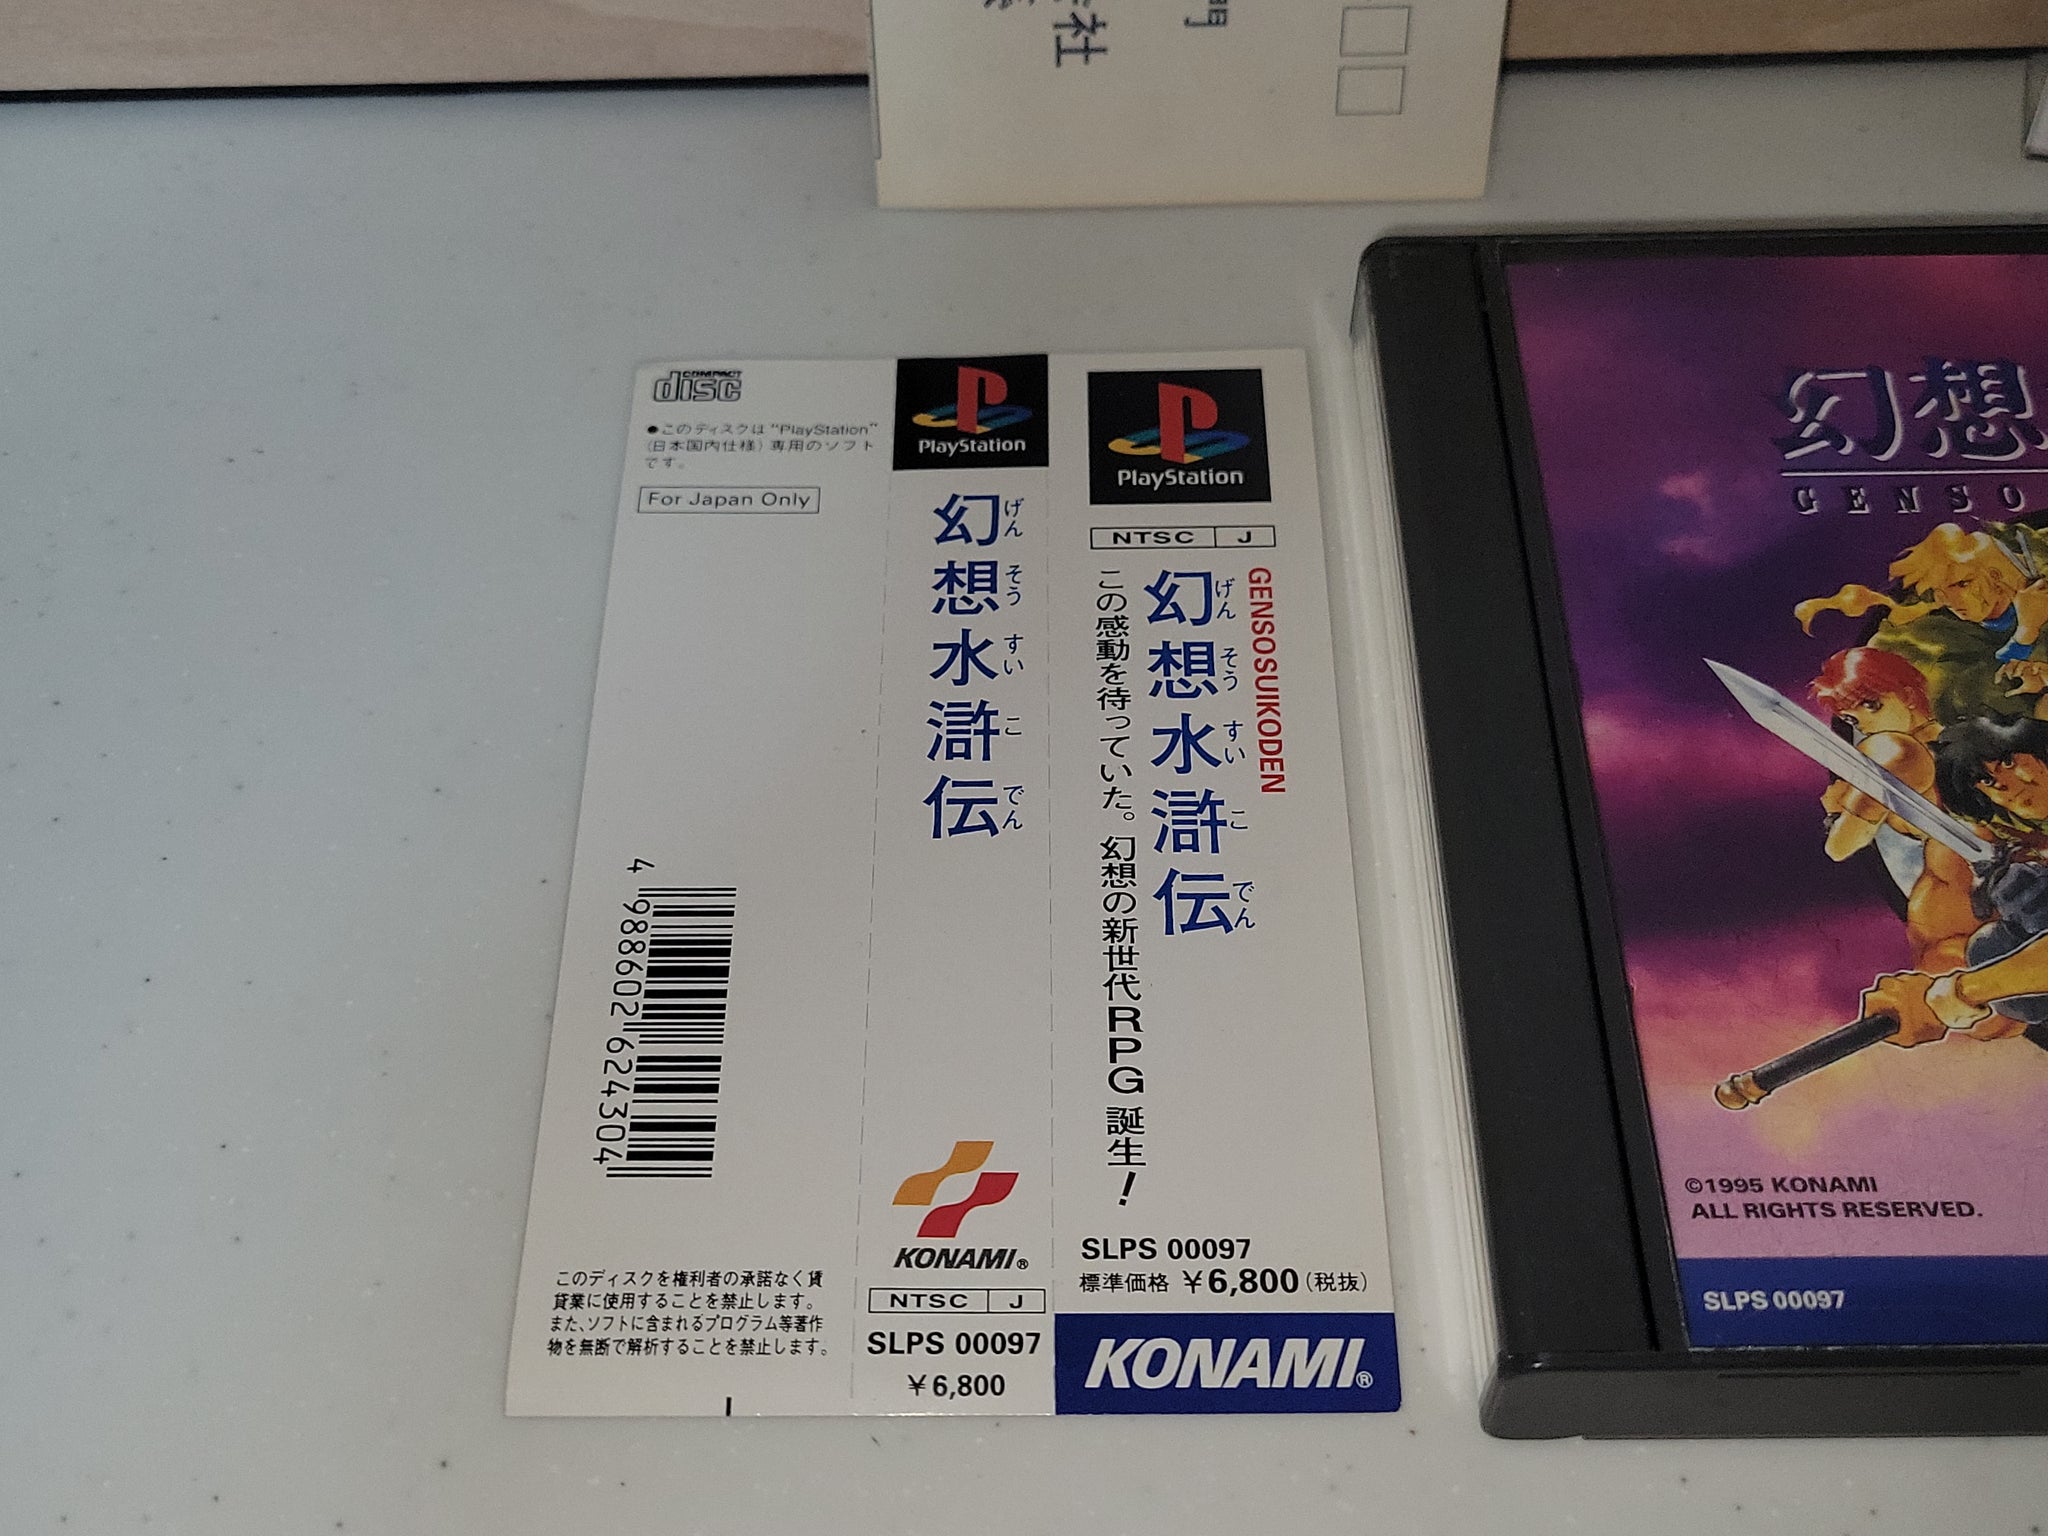 社
disc
COMPACT
●このディスクは“PlayStation”
(日本国内仕様)専用のソフト
です。
For Japan Only
4 988602 624304
このディスクを権利者の承諾なく賃
貸業に使用することを禁止します。
また、ソフトに含まれるプログラム等著作
物を無断で解析することを禁止します。
PlayStation
幻想水滸伝
げんそうすいこでん
KONAMI®
NTSC J
SLPS 00097
¥6,800
PlayStation
NTSC J
GENSOSUIKODEN
幻想水滸伝
げんそうすいこでん
この感動を待っていた。幻想の新世代RPG誕生！
SLPS 00097
標準価格 ¥6,800(税抜)
KONAMI®
幻想
GENSO
©1995 KONAMI
ALL RIGHTS RESERVED.
SLPS 00097